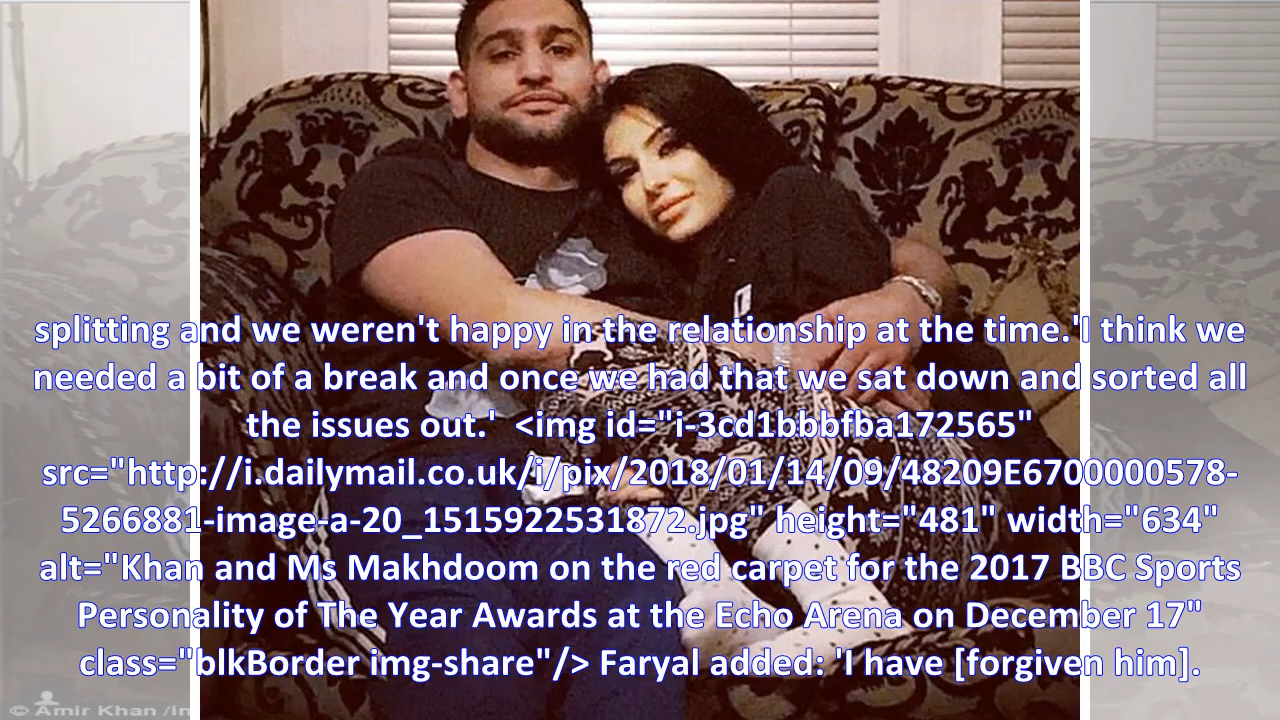 splitting and we weren't happy in the relationship at the time.'I think we
needed a bit of a break and once we had that we sat down and sorted all
the issues out.'  <img id="i-3cd1bbbfba172565"
src="http://i.dailymail.co.uk/i/pix/2018/01/14/09/48209E6700000578-
5266881-image-a-20_1515922531872.jpg" height="481" width="634"
alt="Khan and Ms Makhdoom on the red carpet for the 2017 BBC Sports
Personality of The Year Awards at the Echo Arena on December 17"
class="blkBorder img-share"/> Faryal added: 'I have [forgiven him].
© Amir Khan /in